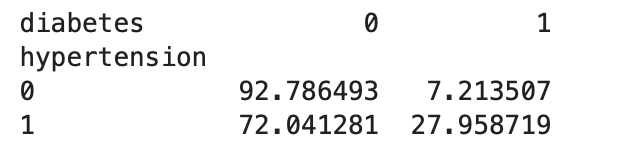 diabetes 0 1
hypertension
0 92.786493 7.213507
1 72.041281 27.958719